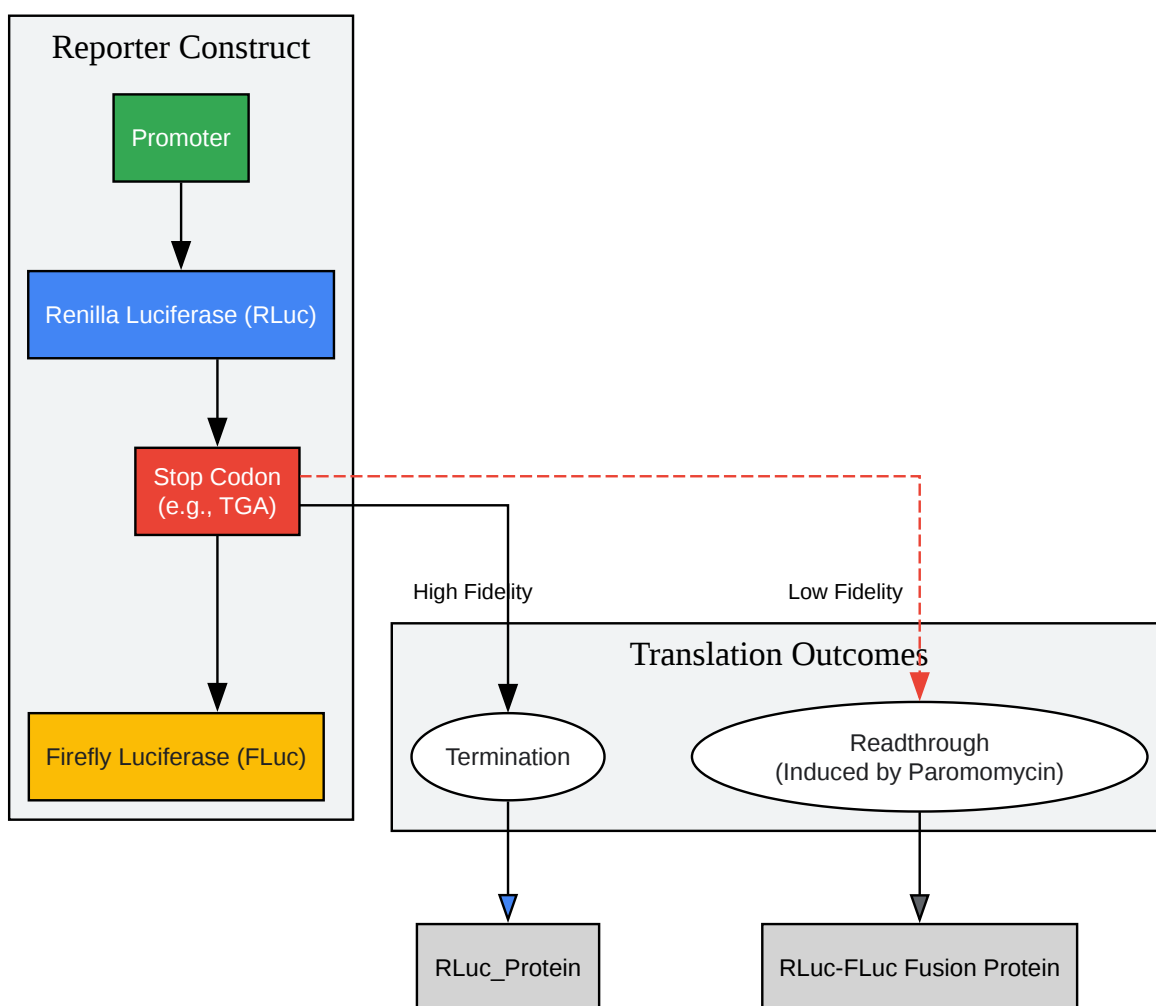 Reporter Construct
Promoter
Renilla Luciferase (RLuc)
Stop Codon
(e.g., TGA)
Firefly Luciferase (FLuc)
High Fidelity
Low Fidelity
Translation Outcomes
Termination
Readthrough
(Induced by Paromomycin)
RLuc_Protein
RLuc-FLuc Fusion Protein